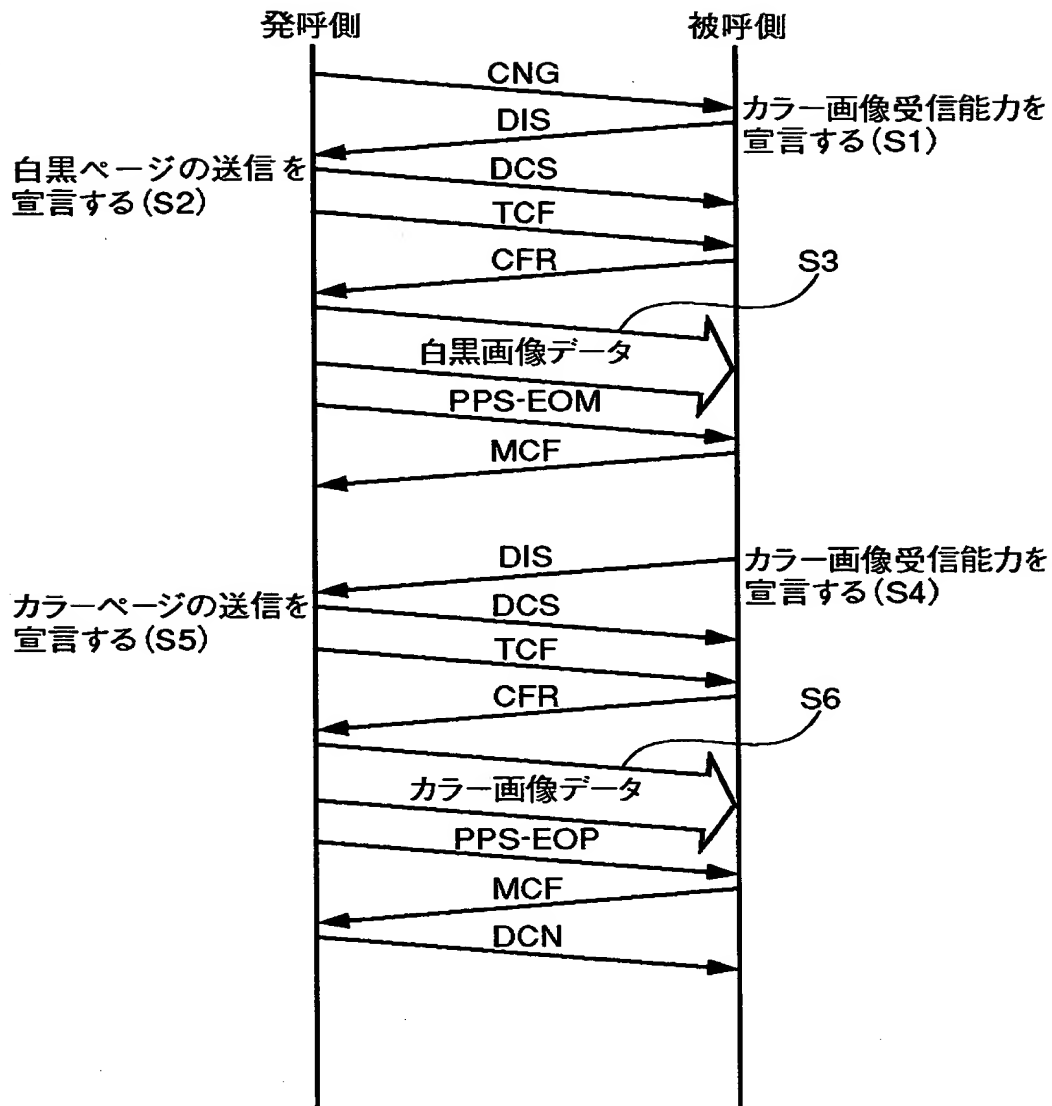 発呼側
被呼側
CNG
カラー画像受信能力を
宣言する(S1)
DIS
白黒ページの送信を
宣言する(S2)
DCS
TCF
CFR
S3
白黒画像データ
PPS-EOM
MCF
DIS
カラー画像受信能力を
宣言する(S4)
カラーページの送信を
宣言する(S5)
DCS
TCF
CFR
S6
カラー画像データ
PPS-EOP
MCF
DCN